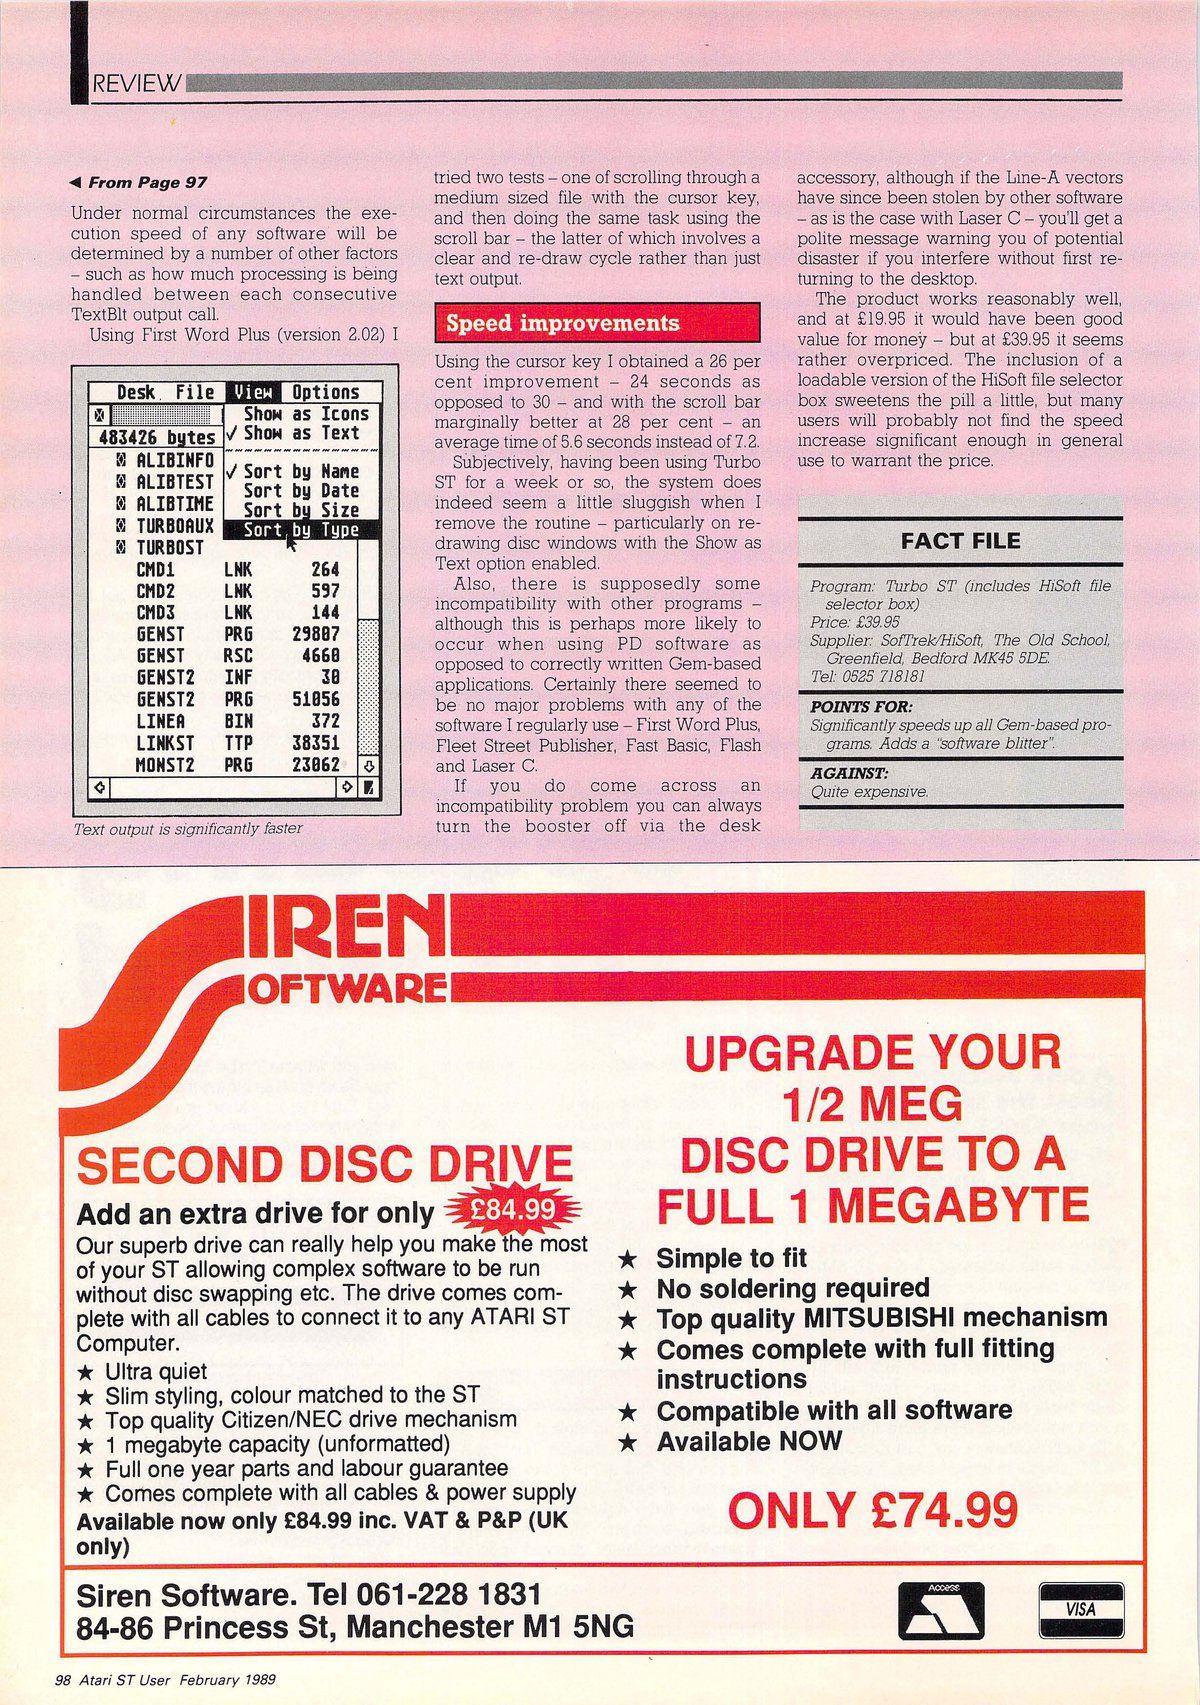 REVIEW
◄ From Page 97
Under normal circumstances the exe-
cution speed of any software will be
determined by a number of other factors
– such as how much processing is being
handled between each consecutive
TextBlt output call.
Using First Word Plus (version 2.02) I
Desk File View Options
483426 bytes
Show as Icons
✓ Show as Text
✓ Sort by Name
Sort by Date
Sort by Size
Sort by Type
ALIBINFO
ALIBTEST
ALIBTIME
TURBOAUX
TURBOST
CMD1 LNK 264
CMD2 LNK 597
CMD3 LNK 144
GENST PRG 29807
GENST RSC 4660
GENST2 INF 30
GENST2 PRG 51056
LINEA BIN 372
LINKST TTP 38351
MONST2 PRG 23062
Text output is significantly faster
tried two tests – one of scrolling through a
medium sized file with the cursor key,
and then doing the same task using the
scroll bar – the latter of which involves a
clear and re-draw cycle rather than just
text output.
Speed improvements
Using the cursor key I obtained a 26 per
cent improvement – 24 seconds as
opposed to 30 – and with the scroll bar
marginally better at 28 per cent – an
average time of 5.6 seconds instead of 7.2.
Subjectively, having been using Turbo
ST for a week or so, the system does
indeed seem a little sluggish when I
remove the routine – particularly on re-
drawing disc windows with the Show as
Text option enabled.
Also, there is supposedly some
incompatibility with other programs –
although this is perhaps more likely to
occur when using PD software as
opposed to correctly written Gem-based
applications. Certainly there seemed to
be no major problems with any of the
software I regularly use – First Word Plus,
Fleet Street Publisher, Fast Basic, Flash
and Laser C.
If you do come across an
incompatibility problem you can always
turn the booster off via the desk
accessory, although if the Line-A vectors
have since been stolen by other software
– as is the case with Laser C – you'll get a
polite message warning you of potential
disaster if you interfere without first re-
turning to the desktop.
The product works reasonably well,
and at £19.95 it would have been good
value for money – but at £39.95 it seems
rather overpriced. The inclusion of a
loadable version of the HiSoft file selector
box sweetens the pill a little, but many
users will probably not find the speed
increase significant enough in general
use to warrant the price.
FACT FILE
Program: Turbo ST (includes HiSoft file
selector box)
Price: £39.95
Supplier: SofTrek/HiSoft, The Old School,
Greenfield, Bedford MK45 5DE.
Tel: 0525 718181
POINTS FOR:
Significantly speeds up all Gem-based pro-
grams. Adds a "software blitter".
AGAINST:
Quite expensive.
SIREN
SOFTWARE
SECOND DISC DRIVE
Add an extra drive for only £84.99
Our superb drive can really help you make the most
of your ST allowing complex software to be run
without disc swapping etc. The drive comes com-
plete with all cables to connect it to any ATARI ST
Computer.
★ Ultra quiet
★ Slim styling, colour matched to the ST
★ Top quality Citizen/NEC drive mechanism
★ 1 megabyte capacity (unformatted)
★ Full one year parts and labour guarantee
★ Comes complete with all cables & power supply
Available now only £84.99 inc. VAT & P&P (UK
only)
UPGRADE YOUR
1/2 MEG
DISC DRIVE TO A
FULL 1 MEGABYTE
★ Simple to fit
★ No soldering required
★ Top quality MITSUBISHI mechanism
★ Comes complete with full fitting
instructions
★ Compatible with all software
★ Available NOW
ONLY £74.99
Siren Software. Tel 061-228 1831
84-86 Princess St, Manchester M1 5NG
Access
VISA
98 Atari ST User February 1989